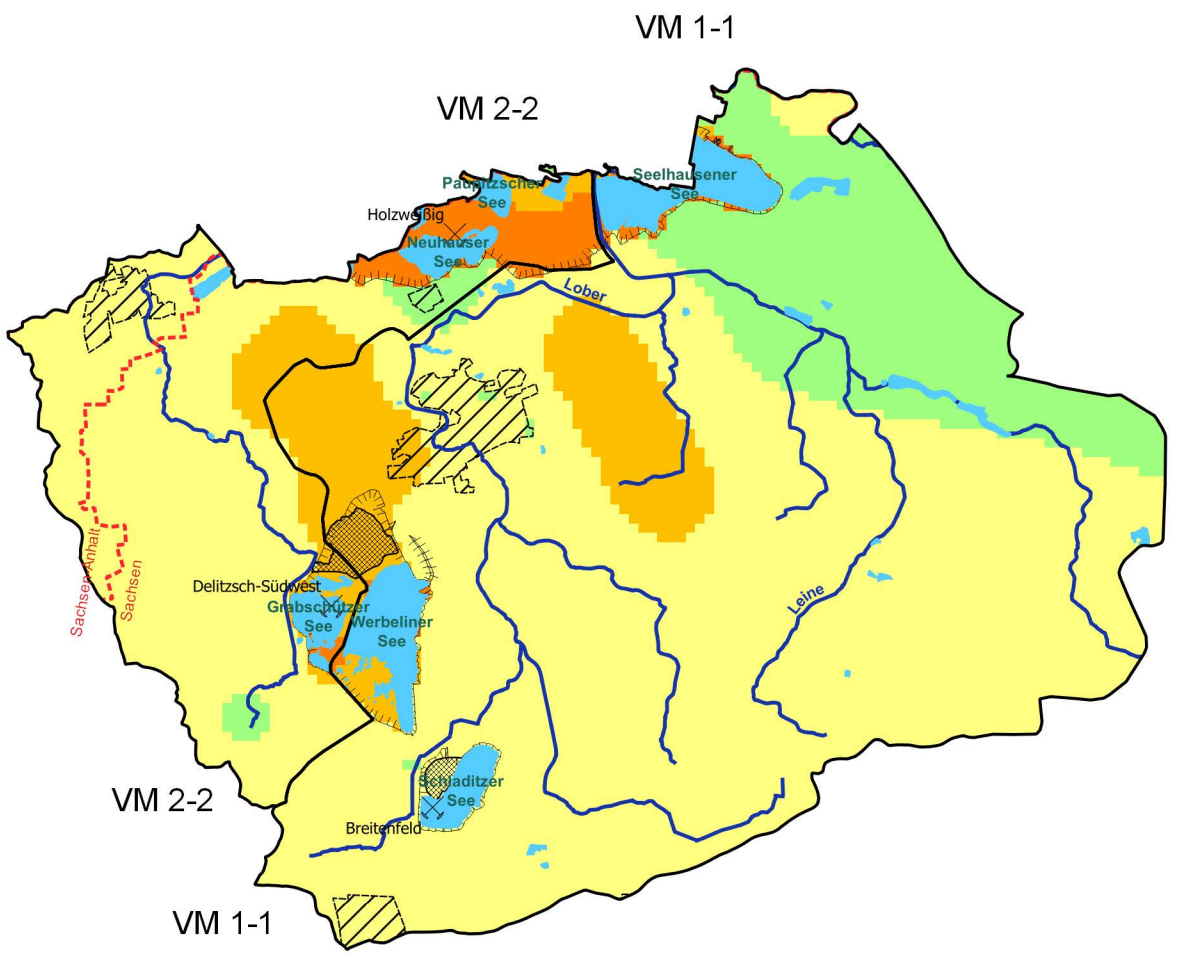 VM 1-1
VM 2-2
Paupitzscher
See
Seelhausener
See
Holzweißig
Neuhauser
See
Lober
Sachsen-Anhalt
Sachsen
Delitzsch-Südwest
Grabschützer
See
Werbeliner
See
Leine
VM 2-2
Schladitzer
See
Breitenfeld
VM 1-1